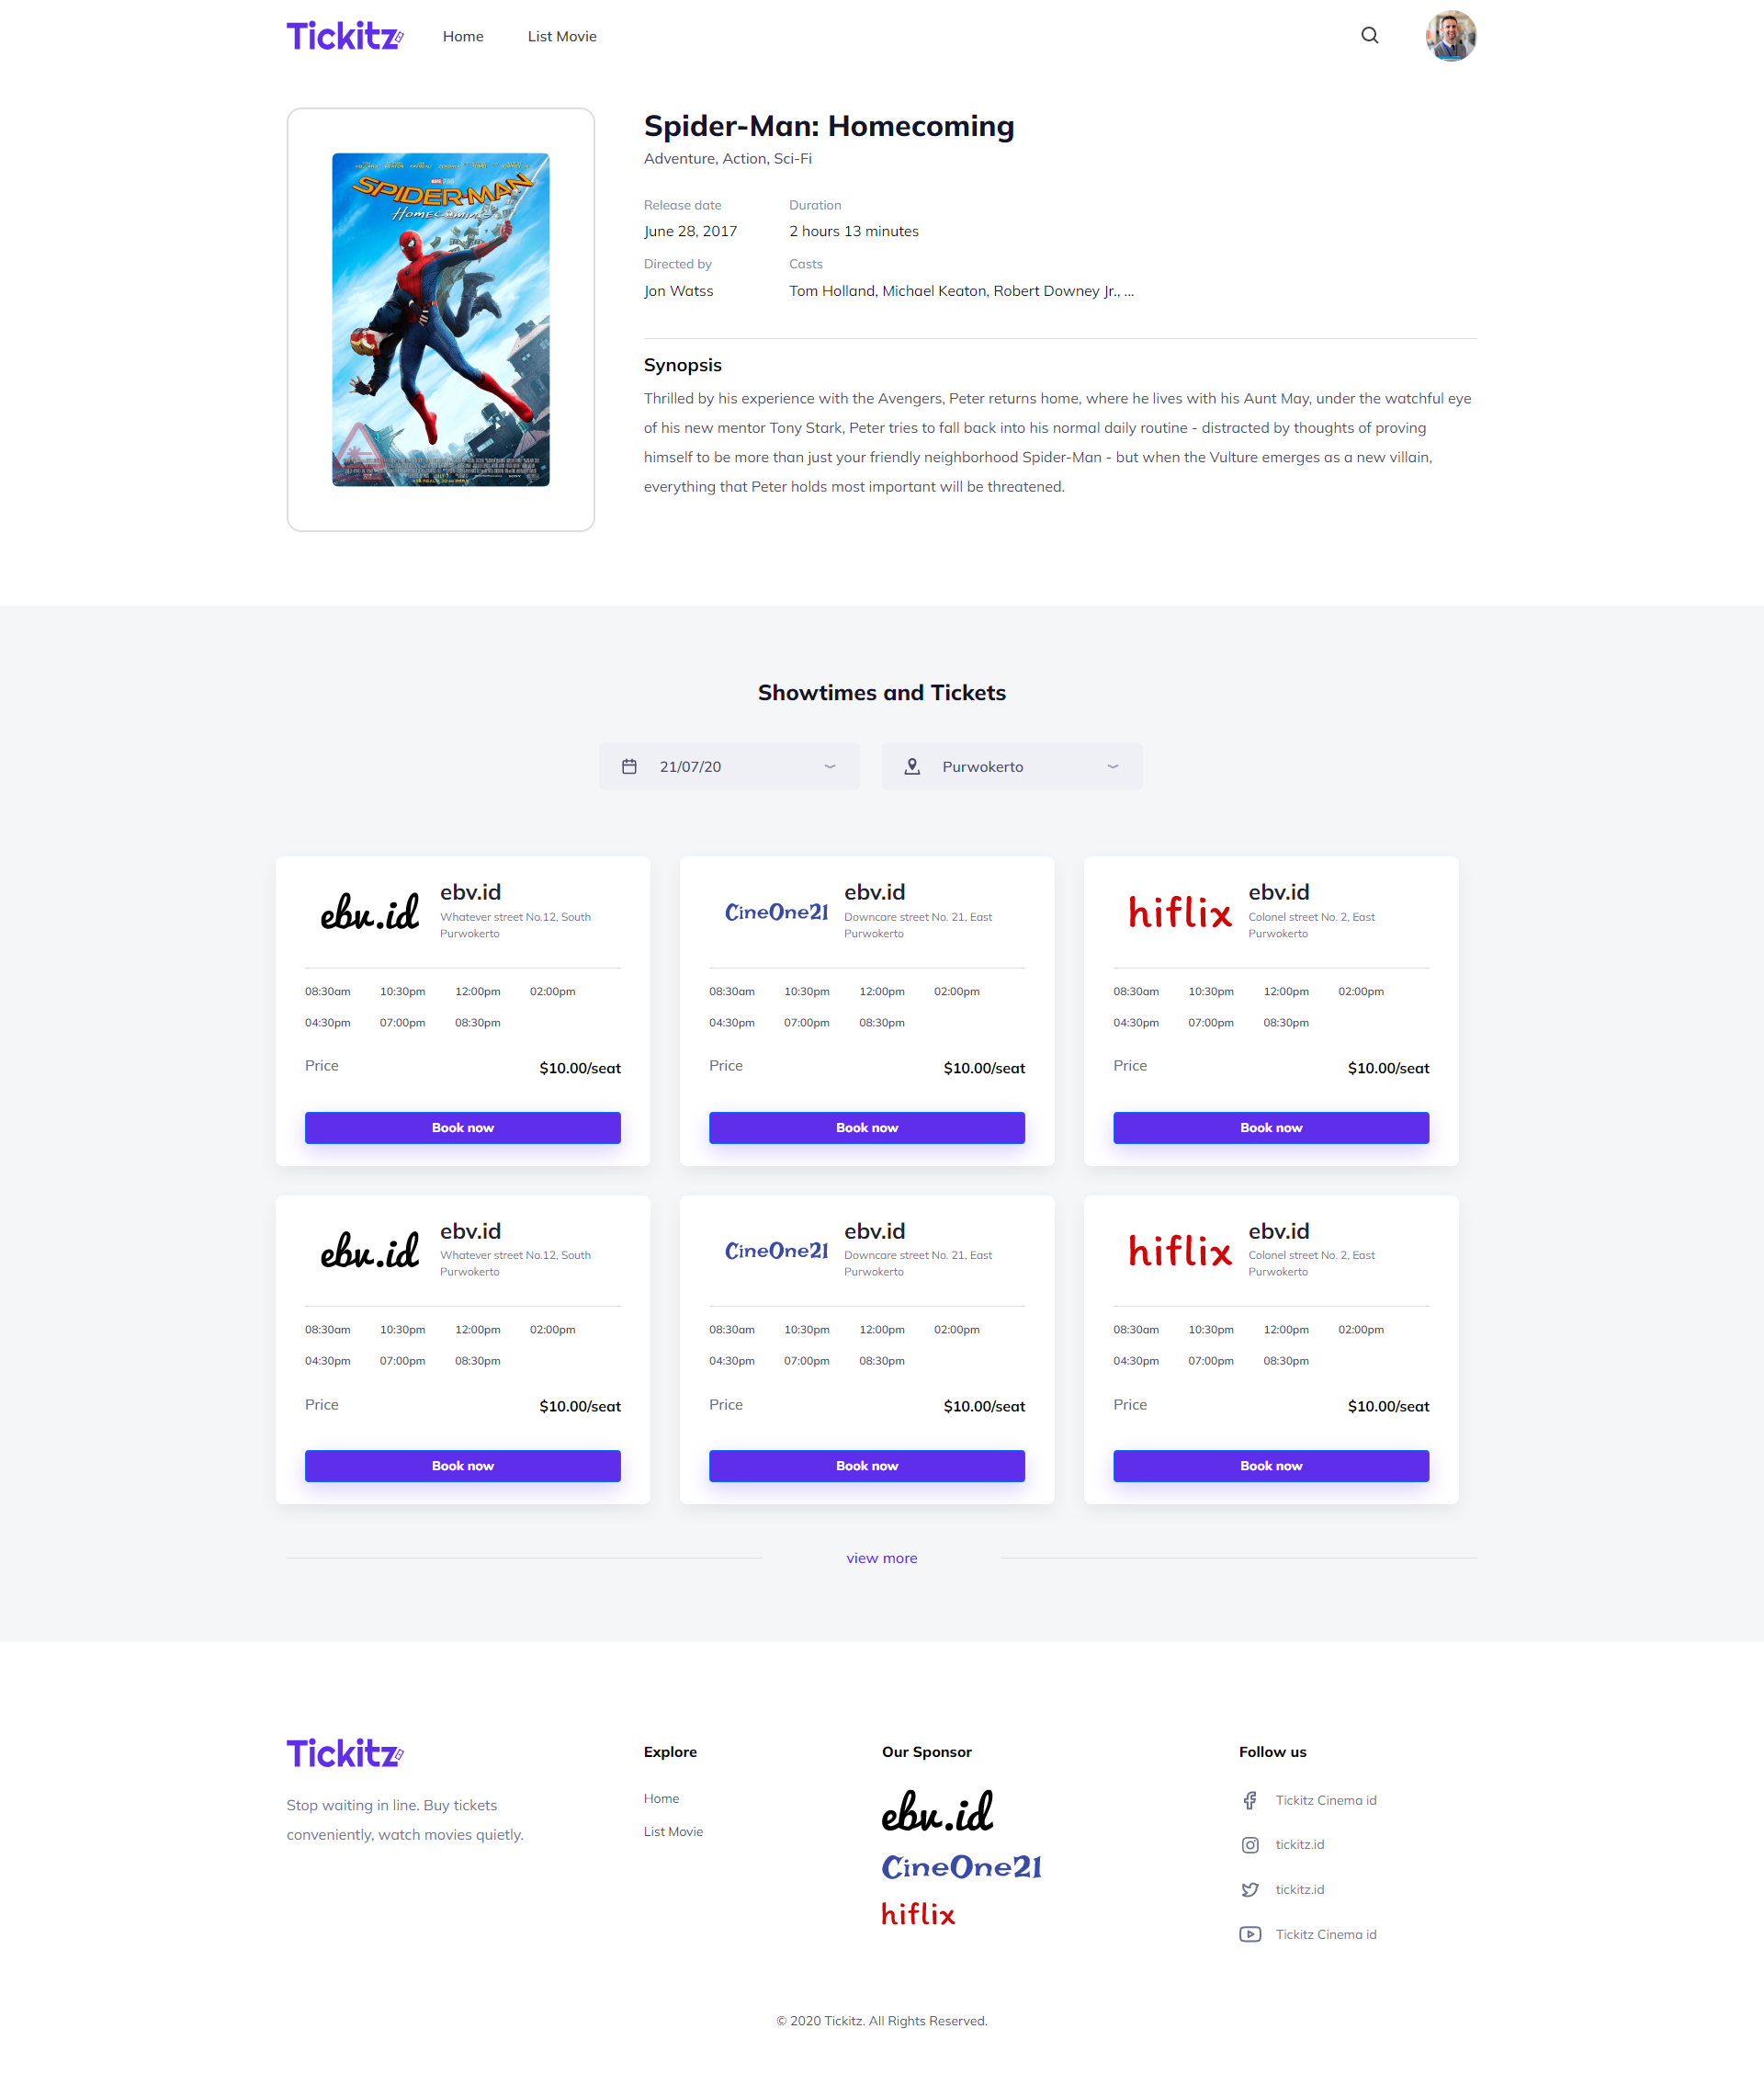 Tickitz
Home
List Movie
SPIDER-MAN
HOMECOMING
Spider-Man: Homecoming
Adventure, Action, Sci-Fi
Release date
Duration
June 28, 2017
2 hours 13 minutes
Directed by
Casts
Jon Watss
Tom Holland, Michael Keaton, Robert Downey Jr., ...
Synopsis
Thrilled by his experience with the Avengers, Peter returns home, where he lives with his Aunt May, under the watchful eye
of his new mentor Tony Stark, Peter tries to fall back into his normal daily routine - distracted by thoughts of proving
himself to be more than just your friendly neighborhood Spider-Man - but when the Vulture emerges as a new villain,
everything that Peter holds most important will be threatened.
Showtimes and Tickets
21/07/20
Purwokerto
ebv.id
ebv.id
Whatever street No.12, South
Purwokerto
08:30am 10:30pm 12:00pm 02:00pm
04:30pm 07:00pm 08:30pm
Price $10.00/seat
Book now
CineOne21
ebv.id
Downcare street No. 21, East
Purwokerto
08:30am 10:30pm 12:00pm 02:00pm
04:30pm 07:00pm 08:30pm
Price $10.00/seat
Book now
hiflix
ebv.id
Colonel street No. 2, East
Purwokerto
08:30am 10:30pm 12:00pm 02:00pm
04:30pm 07:00pm 08:30pm
Price $10.00/seat
Book now
ebv.id
ebv.id
Whatever street No.12, South
Purwokerto
08:30am 10:30pm 12:00pm 02:00pm
04:30pm 07:00pm 08:30pm
Price $10.00/seat
Book now
CineOne21
ebv.id
Downcare street No. 21, East
Purwokerto
08:30am 10:30pm 12:00pm 02:00pm
04:30pm 07:00pm 08:30pm
Price $10.00/seat
Book now
hiflix
ebv.id
Colonel street No. 2, East
Purwokerto
08:30am 10:30pm 12:00pm 02:00pm
04:30pm 07:00pm 08:30pm
Price $10.00/seat
Book now
view more
Tickitz
Stop waiting in line. Buy tickets
conveniently, watch movies quietly.
Explore
Home
List Movie
Our Sponsor
ebv.id
CineOne21
hiflix
Follow us
Tickitz Cinema id
tickitz.id
tickitz.id
Tickitz Cinema id
© 2020 Tickitz. All Rights Reserved.